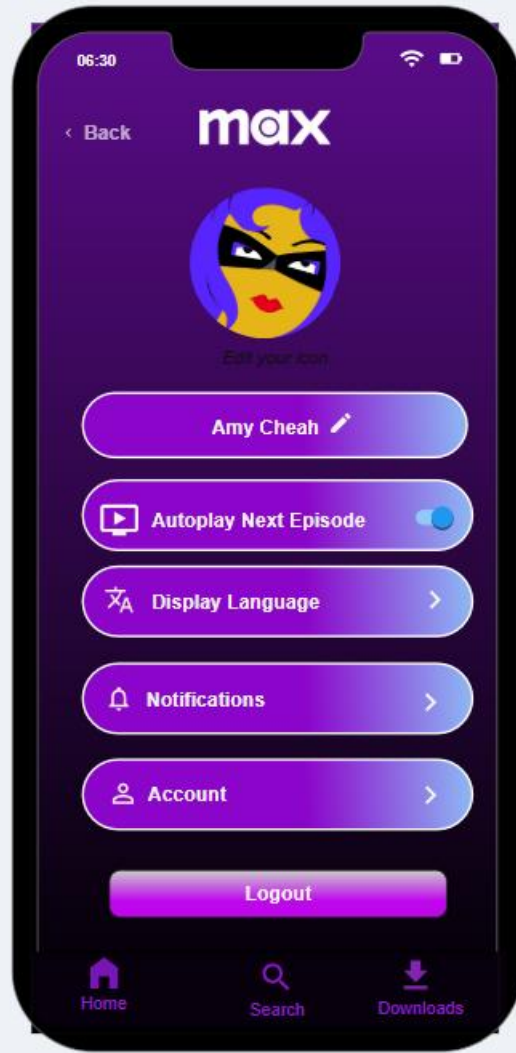 06:30
‹ Back
max
Edit your icon
Amy Cheah
Autoplay Next Episode
Display Language
Notifications
Account
Logout
Home
Search
Downloads